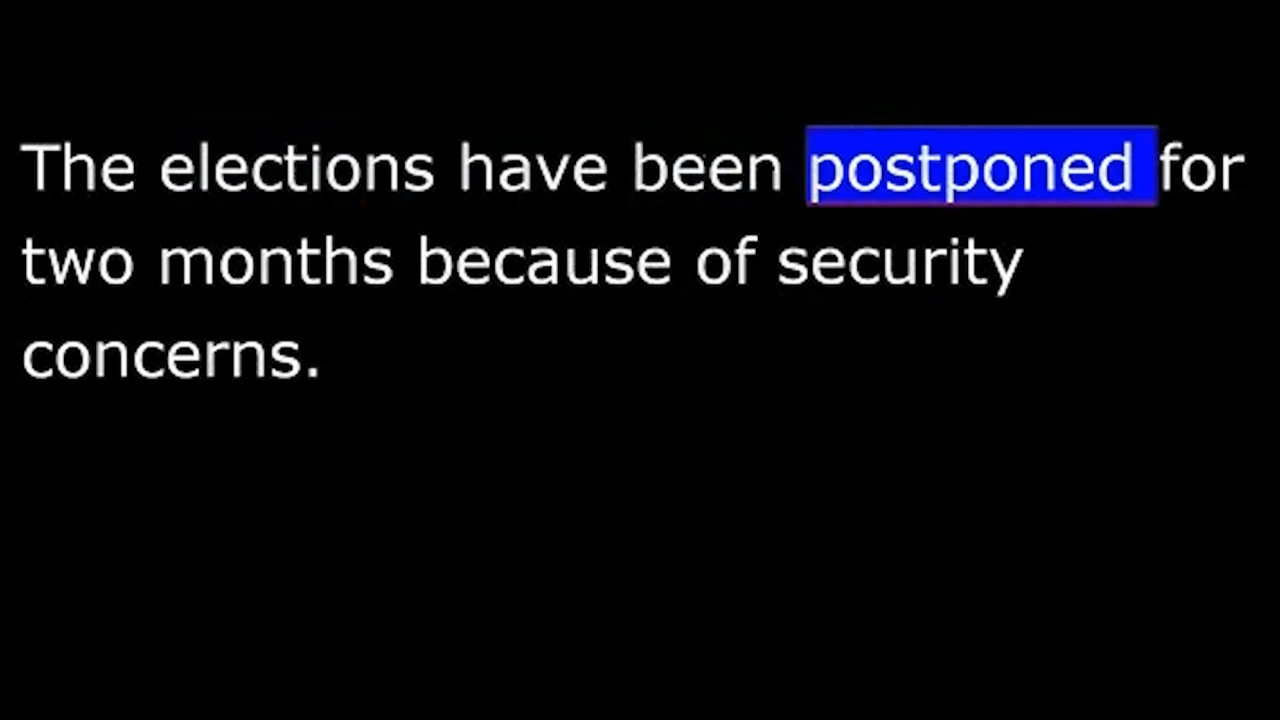 The elections have been postponed for
two months because of security
concerns.